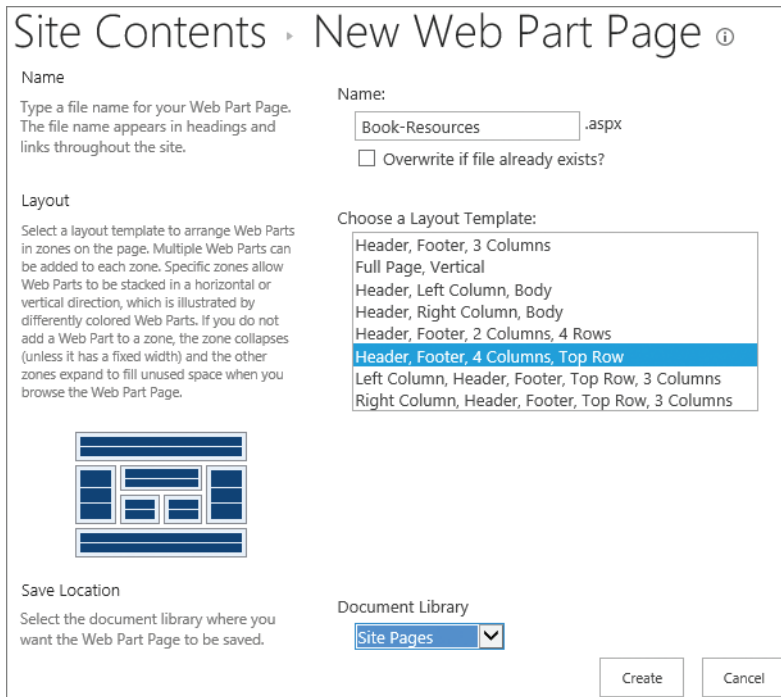 Site Contents ▸ New Web Part Page ⓘ
Name
Type a file name for your Web Part Page.
The file name appears in headings and
links throughout the site.
Name:
Book-Resources .aspx
Overwrite if file already exists?
Layout
Select a layout template to arrange Web Parts
in zones on the page. Multiple Web Parts can
be added to each zone. Specific zones allow
Web Parts to be stacked in a horizontal or
vertical direction, which is illustrated by
differently colored Web Parts. If you do not
add a Web Part to a zone, the zone collapses
(unless it has a fixed width) and the other
zones expand to fill unused space when you
browse the Web Part Page.
Choose a Layout Template:
Header, Footer, 3 Columns
Full Page, Vertical
Header, Left Column, Body
Header, Right Column, Body
Header, Footer, 2 Columns, 4 Rows
Header, Footer, 4 Columns, Top Row
Left Column, Header, Footer, Top Row, 3 Columns
Right Column, Header, Footer, Top Row, 3 Columns
Save Location
Select the document library where you
want the Web Part Page to be saved.
Document Library
Site Pages
Create
Cancel